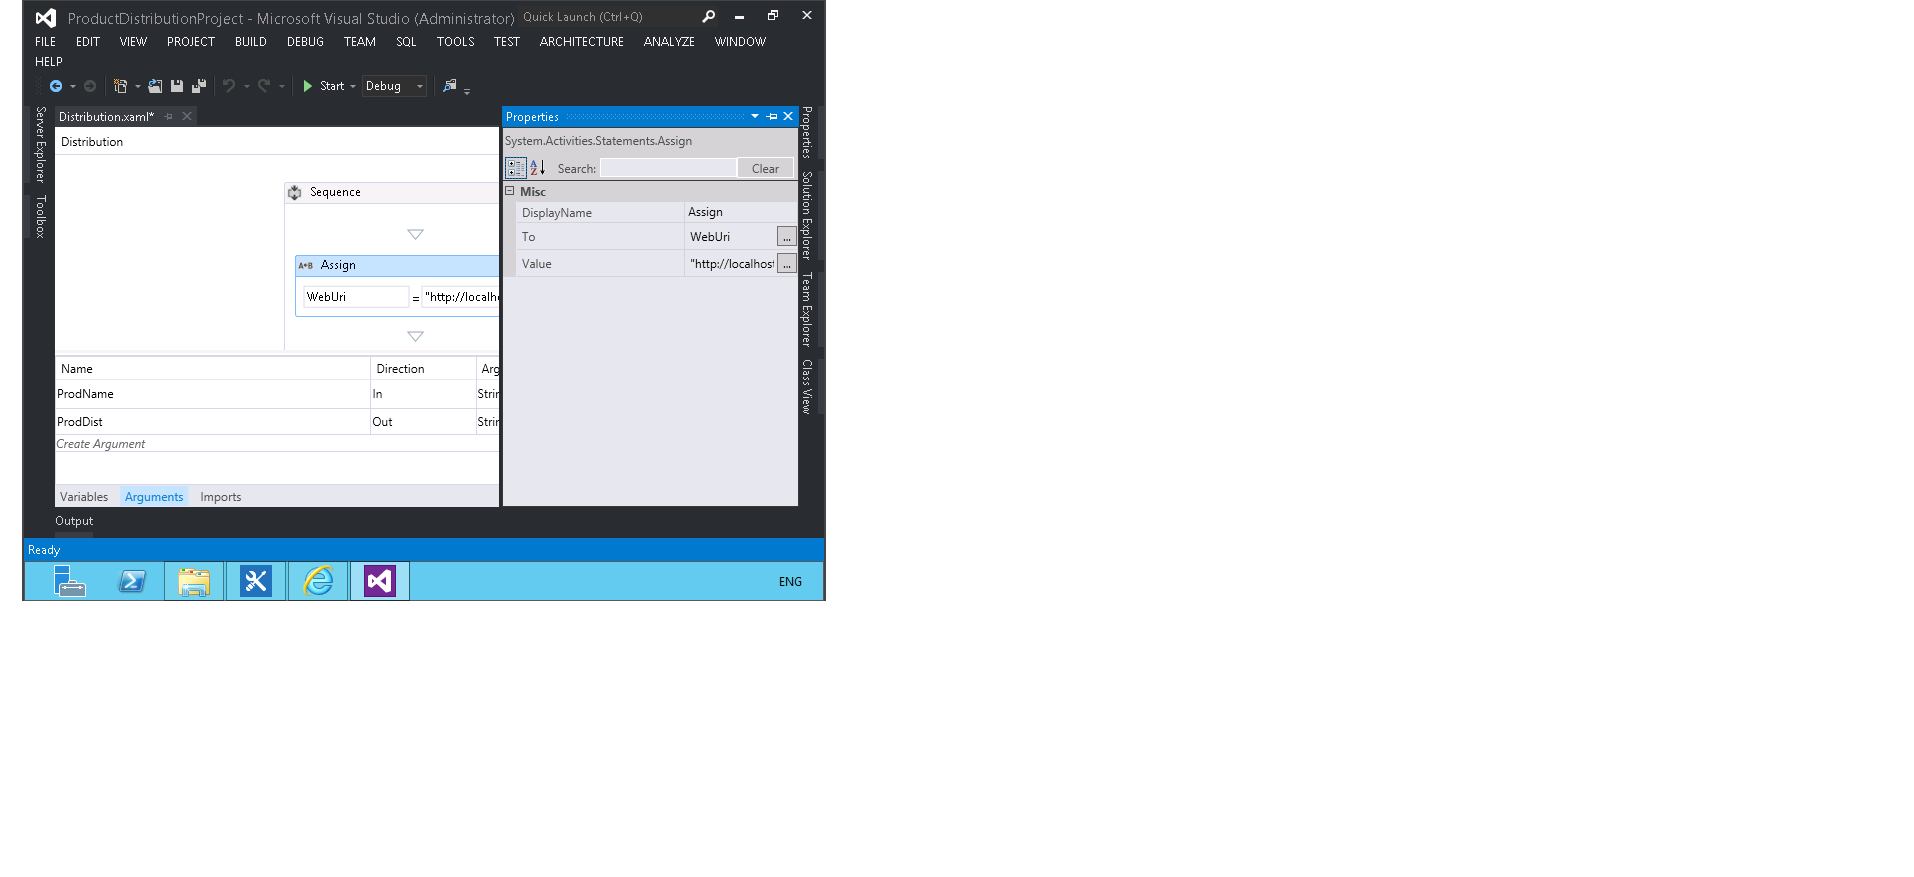 ProductDistributionProject - Microsoft Visual Studio (Administrator) Quick Launch (Ctrl+Q)
FILE EDIT VIEW PROJECT BUILD DEBUG TEAM SQL TOOLS TEST ARCHITECTURE ANALYZE WINDOW
HELP
Start Debug
Server Explorer
Toolbox
Distribution.xaml*
Distribution
Sequence
A+B Assign
WebUri = "http://localh
Name Direction Arg
ProdName In Strin
ProdDist Out Strin
Create Argument
Variables Arguments Imports
Properties
System.Activities.Statements.Assign
Search: Clear
Misc
DisplayName Assign
To WebUri ...
Value "http://localhost ...
Properties
Solution Explorer
Team Explorer
Class View
Output
Ready
ENG